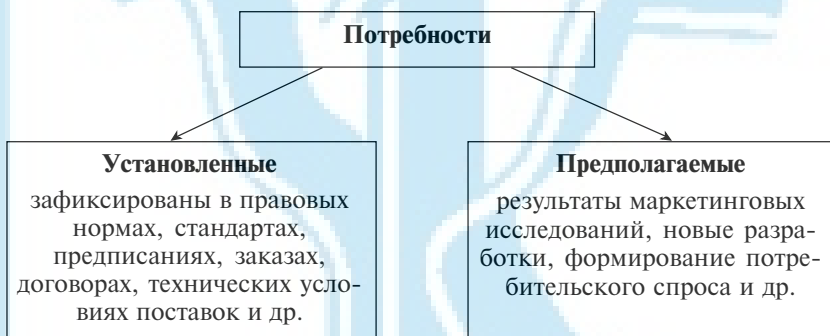 Потребности
Установленные
зафиксированы в правовых
нормах, стандартах,
предписаниях, заказах,
договорах, технических усло-
виях поставок и др.
Предполагаемые
результаты маркетинговых
исследований, новые разра-
ботки, формирование потре-
бительского спроса и др.